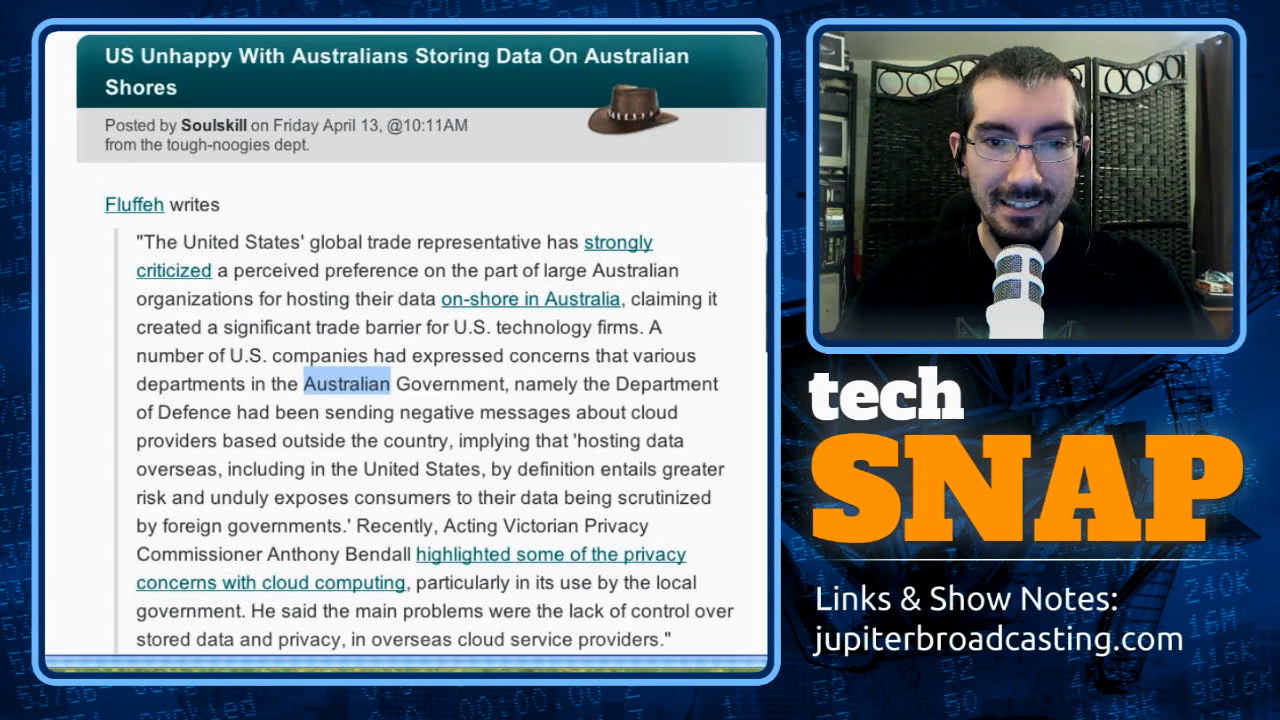 US Unhappy With Australians Storing Data On Australian
Shores
Posted by Soulskill on Friday April 13, @10:11AM
from the tough-noogies dept.
Fluffeh writes
"The United States' global trade representative has strongly
criticized a perceived preference on the part of large Australian
organizations for hosting their data on-shore in Australia, claiming it
created a significant trade barrier for U.S. technology firms. A
number of U.S. companies had expressed concerns that various
departments in the Australian Government, namely the Department
of Defence had been sending negative messages about cloud
providers based outside the country, implying that 'hosting data
overseas, including in the United States, by definition entails greater
risk and unduly exposes consumers to their data being scrutinized
by foreign governments.' Recently, Acting Victorian Privacy
Commissioner Anthony Bendall highlighted some of the privacy
concerns with cloud computing, particularly in its use by the local
government. He said the main problems were the lack of control over
stored data and privacy, in overseas cloud service providers."
tech
SNAP
Links & Show Notes:
jupiterbroadcasting.com